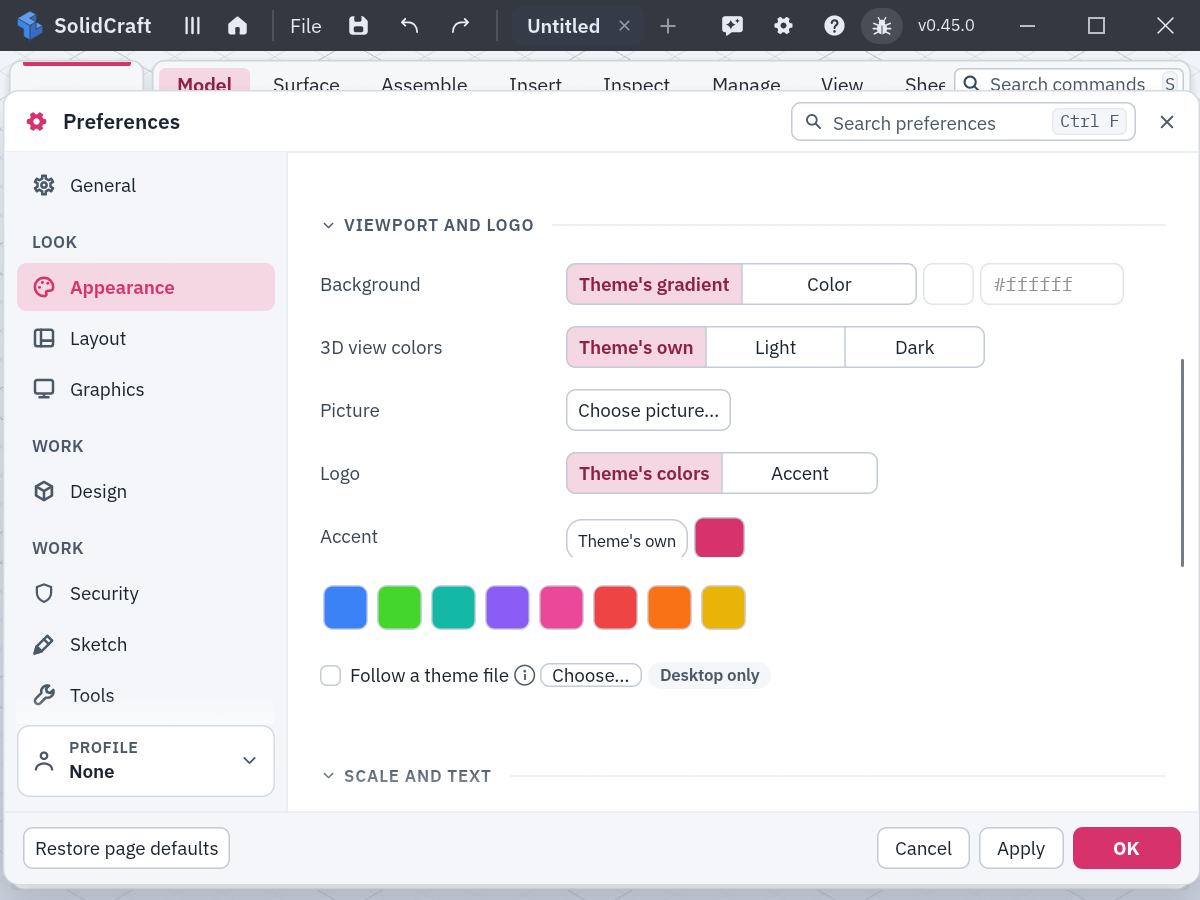 SolidCraft
File
Untitled
v0.45.0
Model
Surface
Assemble
Insert
Inspect
Manage
View
Search commands
S
Preferences
Search preferences
Ctrl F
General
LOOK
Appearance
Layout
Graphics
WORK
Design
WORK
Security
Sketch
Tools
PROFILE
None
VIEWPORT AND LOGO
Background
Theme's gradient
Color
#ffffff
3D view colors
Theme's own
Light
Dark
Picture
Choose picture...
Logo
Theme's colors
Accent
Accent
Theme's own
Follow a theme file
Choose...
Desktop only
SCALE AND TEXT
Restore page defaults
Cancel
Apply
OK